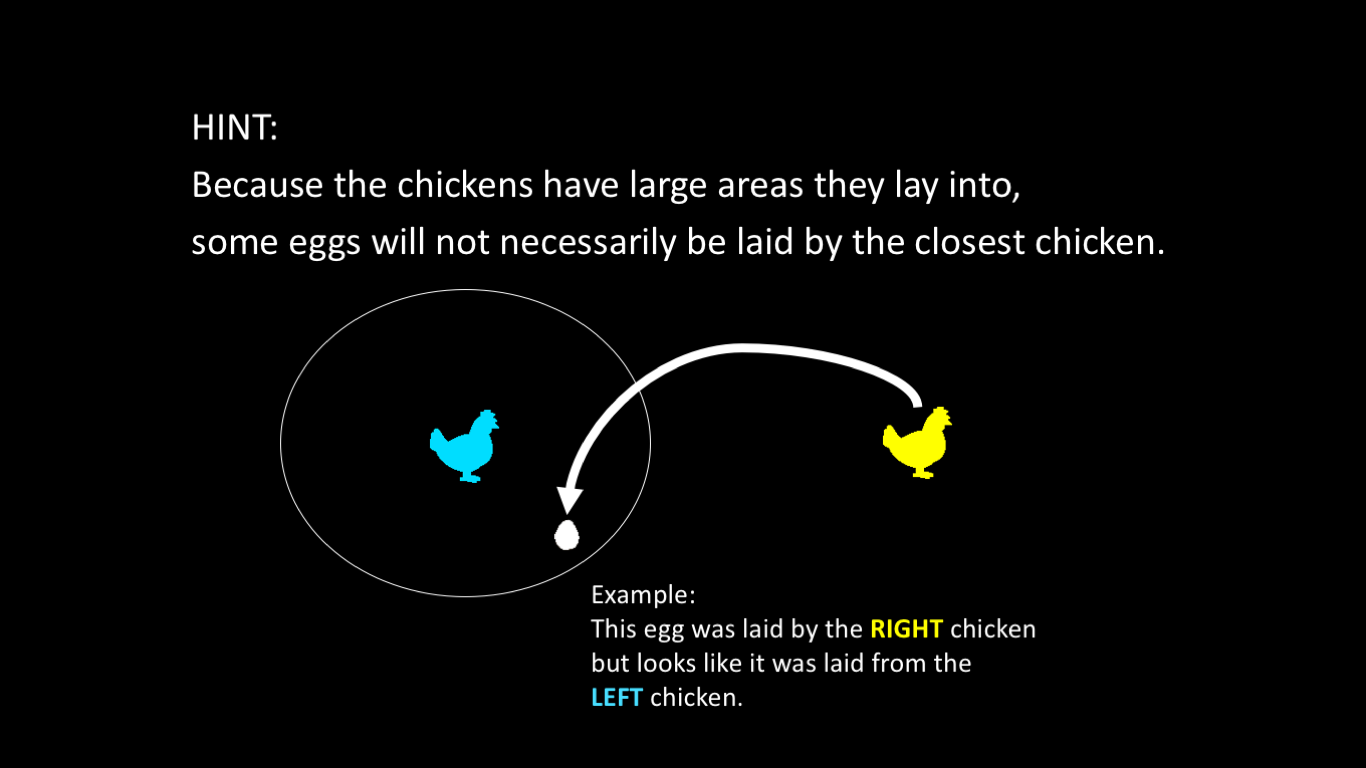 HINT:
Because the chickens have large areas they lay into,
some eggs will not necessarily be laid by the closest chicken.
Example:
This egg was laid by the RIGHT chicken
but looks like it was laid from the
LEFT chicken.